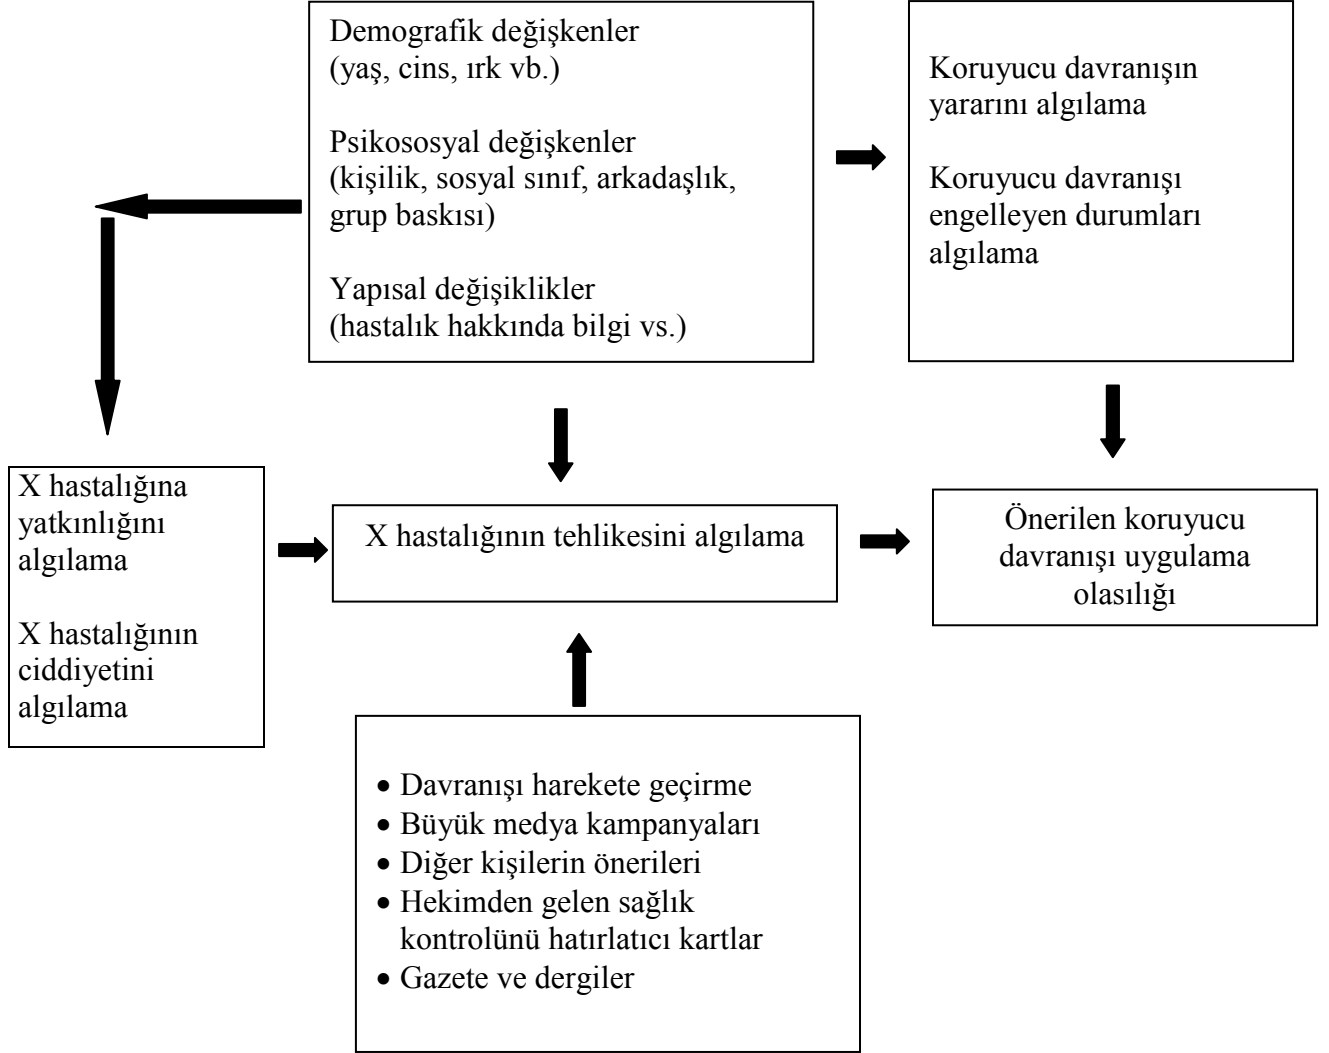 Demografik değişkenler
(yaş, cins, ırk vb.)
Psikososyal değişkenler
(kişilik, sosyal sınıf, arkadaşlık,
grup baskısı)
Yapısal değişiklikler
(hastalık hakkında bilgi vs.)
Koruyucu davranışın
yararını algılama
Koruyucu davranışı
engelleyen durumları
algılama
X hastalığına
yatkınlığını
algılama
X hastalığının
ciddiyetini
algılama
X hastalığının tehlikesini algılama
Önerilen koruyucu
davranışı uygulama
olasılığı
• Davranışı harekete geçirme
• Büyük medya kampanyaları
• Diğer kişilerin önerileri
• Hekimden gelen sağlık
kontrolünü hatırlatıcı kartlar
• Gazete ve dergiler